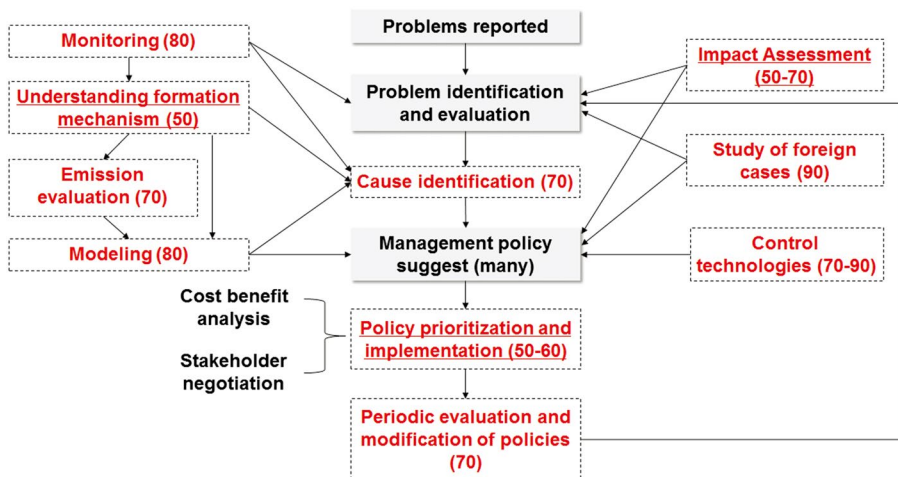 Problems reported
Monitoring (80)
Problem identification
and evaluation
Impact Assessment
(50-70)
Understanding formation
mechanism (50)
Emission
evaluation (70)
Cause identification (70)
Study of foreign
cases (90)
Modeling (80)
Management policy
suggest (many)
Control
technologies (70-90)
Cost benefit
analysis
Stakeholder
negotiation
Policy prioritization and
implementation (50-60)
Periodic evaluation and
modification of policies
(70)